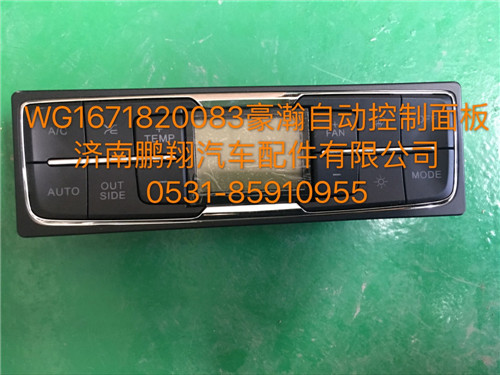 WG1671820083豪瀚自动控制面板
济南鹏翔汽车配件有限公司
0531-85910955
A/C
TEMP
FAN
AUTO
OUT
SIDE
-
MODE